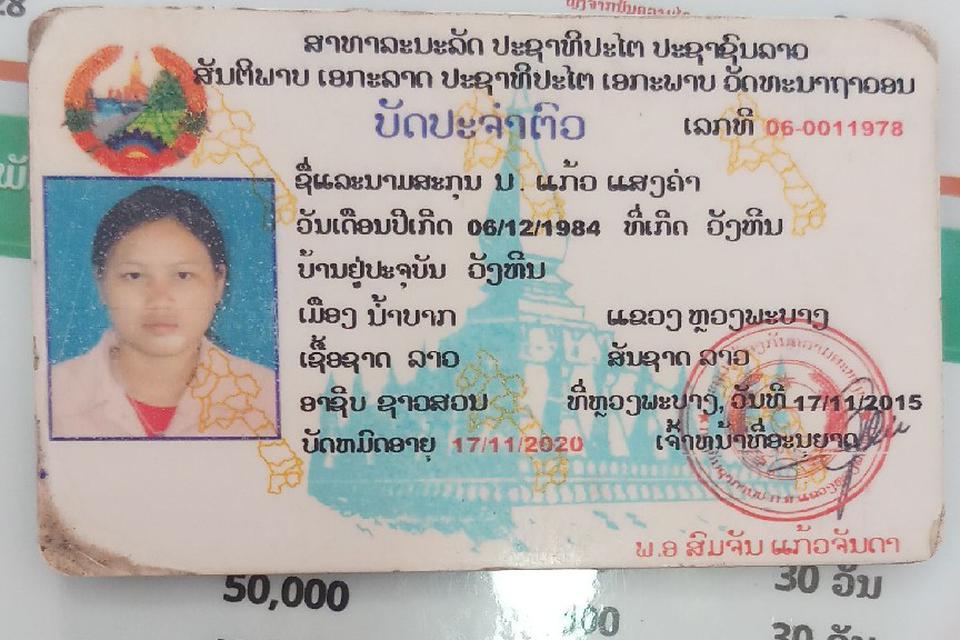 28
ສາທາລະນະລັດ ປະຊາທິປະໄຕ ປະຊາຊົນລາວ
ສັນຕິພາບ ເອກະລາດ ປະຊາທິປະໄຕ ເອກະພາບ ວັດທະນາຖາວອນ
ບັດປະຈຳຕົວ
ເລກທີ 06-0011978
ຊື່ແລະນາມສະກຸນ ນ. ແກ້ວ ແສງຄຳ
ວັນເດືອນປີເກີດ 06/12/1984 ທີ່ເກີດ ວັງຫີນ
ບ້ານຢູ່ປະຈຸບັນ ວັງຫີນ
ເມືອງ ນ້ຳບາກ ແຂວງ ຫຼວງພະບາງ
ເຊື້ອຊາດ ລາວ ສັນຊາດ ລາວ
ອາຊີບ ຊາວສວນ ທີ່ຫຼວງພະບາງ, ວັນທີ 17/11/2015
ບັດຫມົດອາຍຸ 17/11/2020 ເຈົ້າຫນ້າທີ່ອະນຸຍາດ
ພ.ອ ສົມຈັນ ແກ້ວຈັນດາ
50,000 30 ວັນ